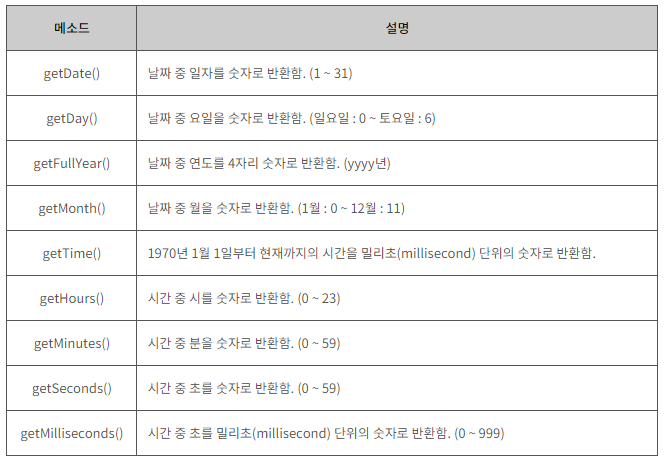 메소드 설명
getDate() 날짜 중 일자를 숫자로 반환함. (1 ~ 31)
getDay() 날짜 중 요일을 숫자로 반환함. (일요일 : 0 ~ 토요일 : 6)
getFullYear() 날짜 중 연도를 4자리 숫자로 반환함. (yyyy년)
getMonth() 날짜 중 월을 숫자로 반환함. (1월 : 0 ~ 12월 : 11)
getTime() 1970년 1월 1일부터 현재까지의 시간을 밀리초(millisecond) 단위의 숫자로 반환함.
getHours() 시간 중 시를 숫자로 반환함. (0 ~ 23)
getMinutes() 시간 중 분을 숫자로 반환함. (0 ~ 59)
getSeconds() 시간 중 초를 숫자로 반환함. (0 ~ 59)
getMilliseconds() 시간 중 초를 밀리초(millisecond) 단위의 숫자로 반환함. (0 ~ 999)